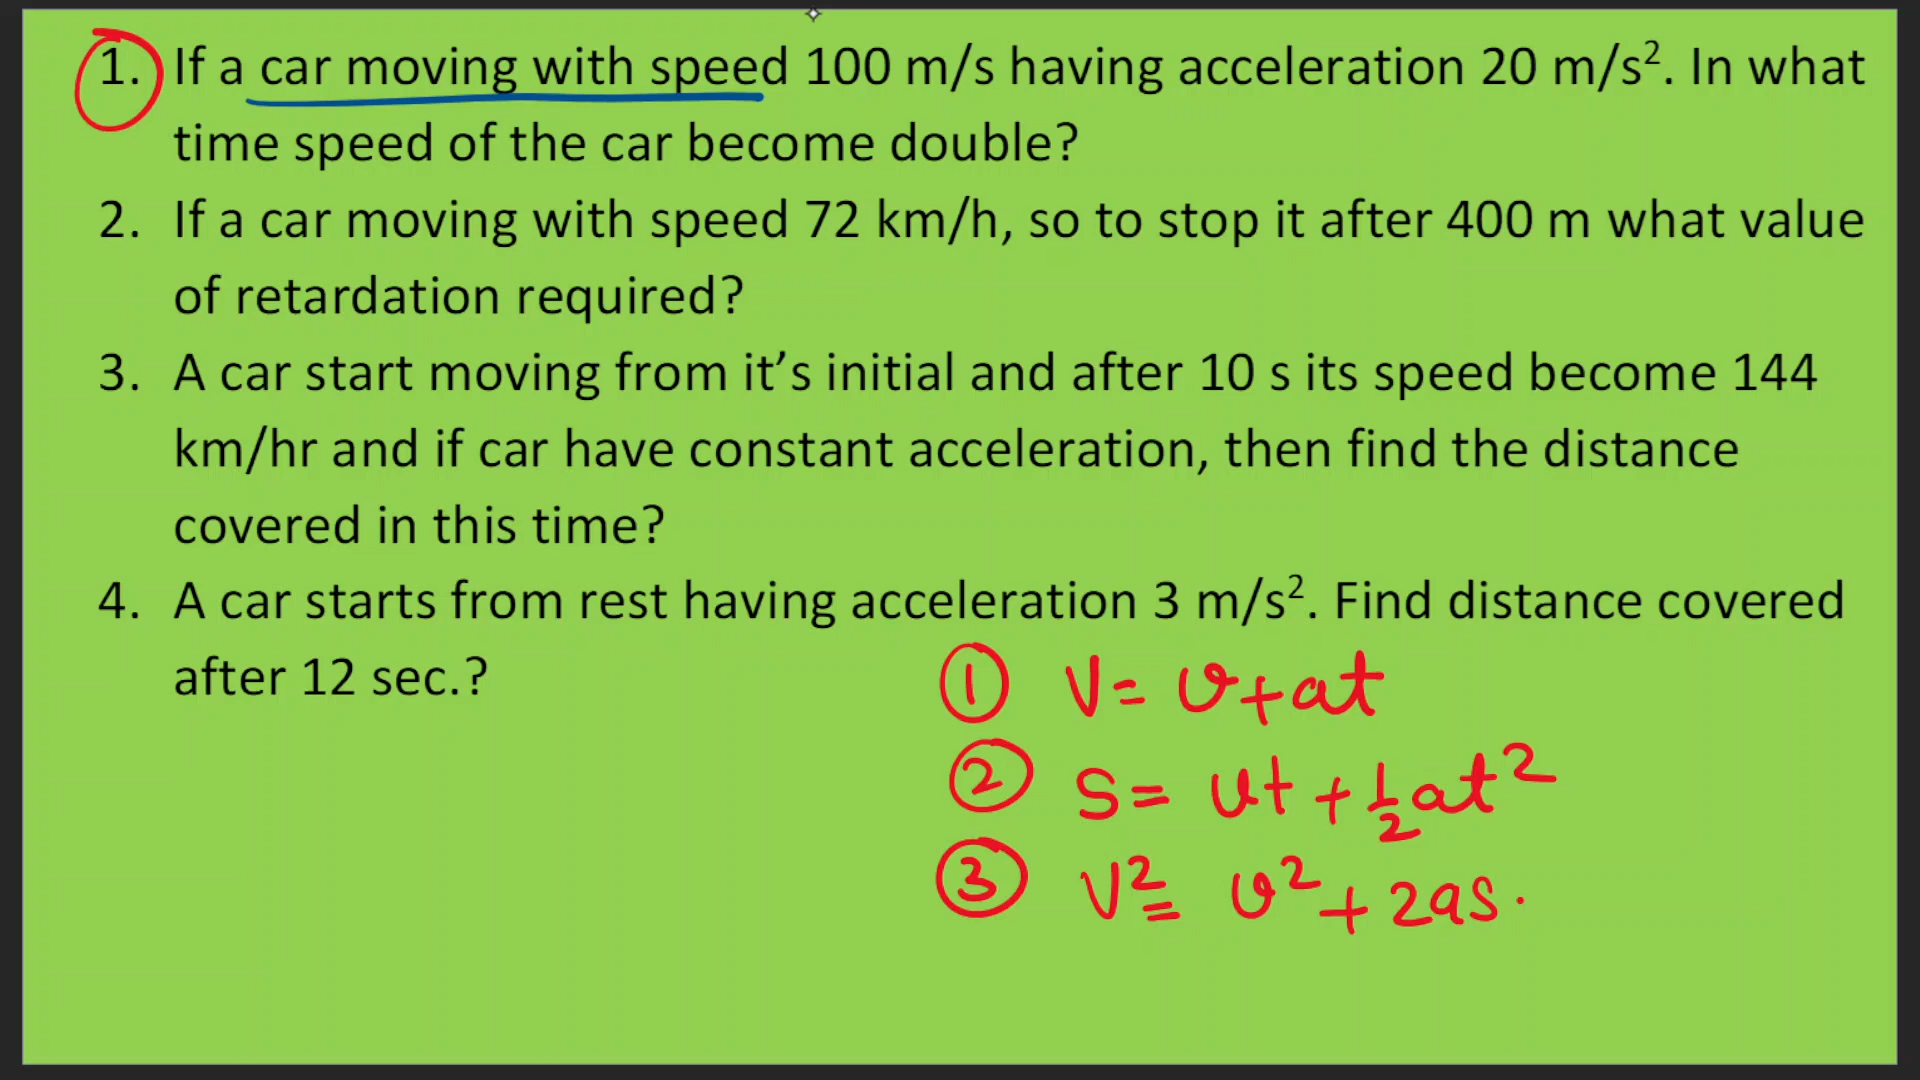 1. If a car moving with speed 100 m/s having acceleration 20 m/s². In what
time speed of the car become double?
2. If a car moving with speed 72 km/h, so to stop it after 400 m what value
of retardation required?
3. A car start moving from it’s initial and after 10 s its speed become 144
km/hr and if car have constant acceleration, then find the distance
covered in this time?
4. A car starts from rest having acceleration 3 m/s². Find distance covered
after 12 sec.?
① V = u + at
② S = ut + ½at²
③ V² = u² + 2as.